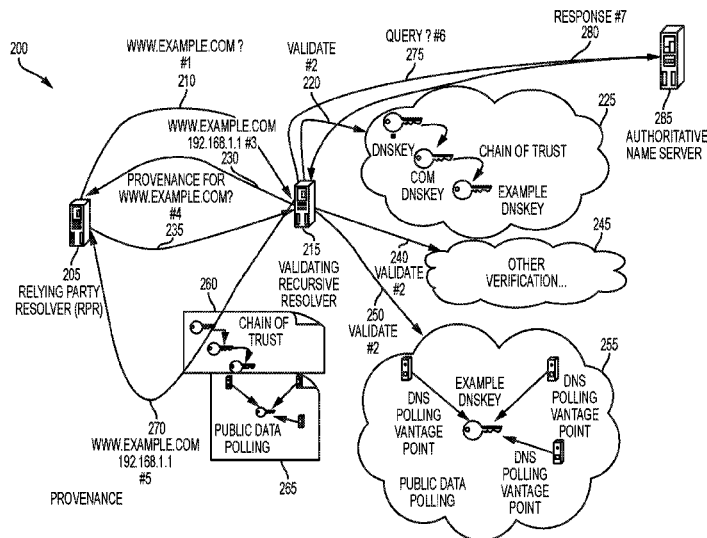 200
WWW.EXAMPLE.COM ?
#1
210
VALIDATE
#2
220
QUERY ? #6
275
RESPONSE #7
280
285
AUTHORITATIVE
NAME SERVER
225
DNSKEY
CHAIN OF TRUST
COM
DNSKEY
EXAMPLE
DNSKEY
WWW.EXAMPLE.COM
192.168.1.1 #3
230
PROVENANCE FOR
WWW.EXAMPLE.COM?
#4
235
205
RELYING PARTY
RESOLVER (RPR)
215
VALIDATING
RECURSIVE
RESOLVER
240
VALIDATE
#2
245
OTHER
VERIFICATION...
250
VALIDATE
#2
260
CHAIN OF
TRUST
PUBLIC DATA
POLLING
265
270
WWW.EXAMPLE.COM
192.168.1.1
#5
PROVENANCE
255
EXAMPLE
DNSKEY
DNS
POLLING
VANTAGE
POINT
DNS
POLLING
VANTAGE
POINT
DNS
POLLING
VANTAGE
POINT
PUBLIC DATA
POLLING